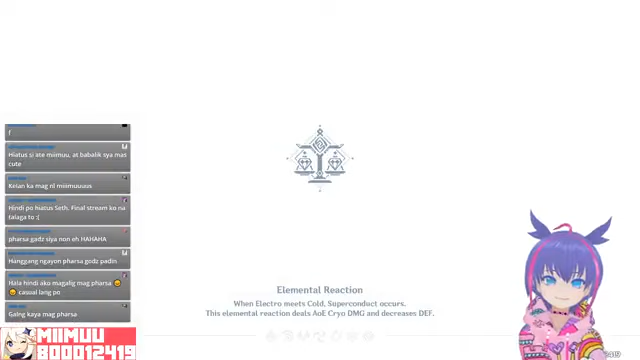 f
Hiatus si ate miimuu, at babalik sya mas
cute
Kelan ka mag rl miimuuuus
Hindi po hiatus Seth. Final stream ko na
talaga to :(
pharsa gadz siya non eh HAHAHA
Hanggang ngayon pharsa godz padin
Hala hindi ako magalig mag pharsa
casual lang po
Galng kaya mag pharsa
MIIMUU
800012419
Elemental Reaction
When Electro meets Cold, Superconduct occurs.
This elemental reaction deals AoE Cryo DMG and decreases DEF.